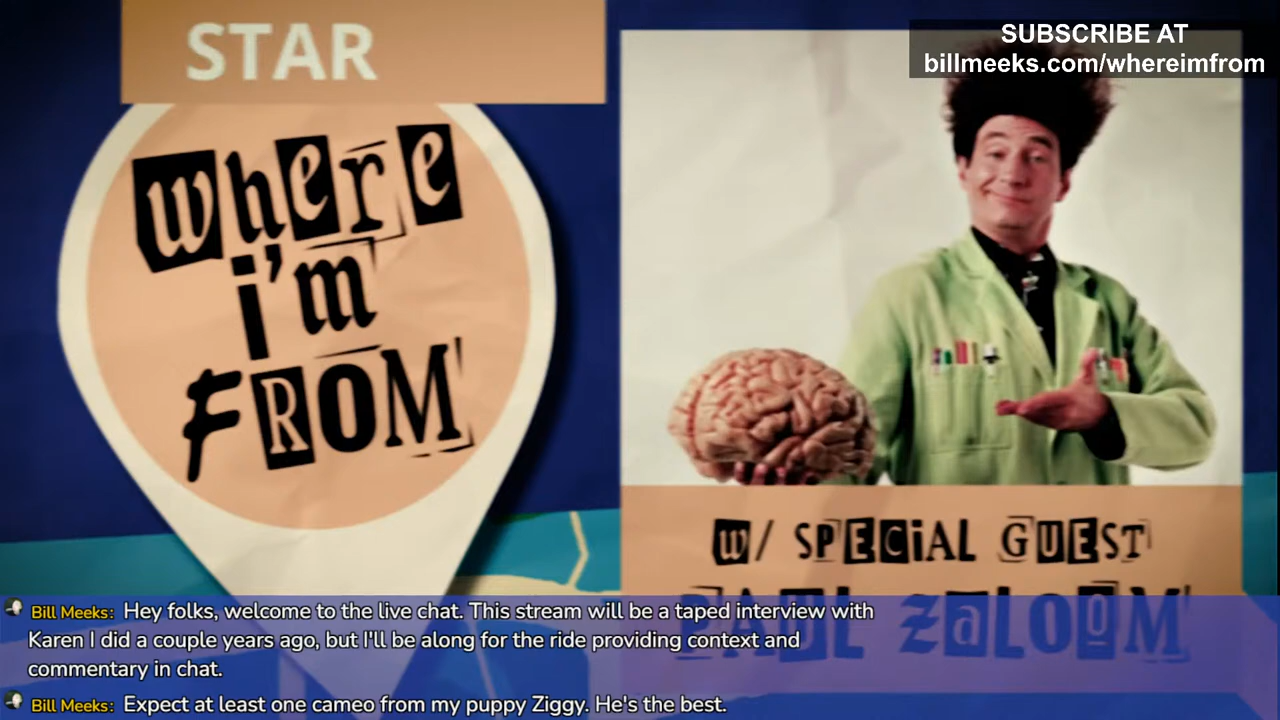 SUBSCRIBE AT
billmeeks.com/whereimfrom
STAR
where
i'm
FROM
w/ SPECiAL GUEST
PAUL ZaLOOM
Bill Meeks: Hey folks, welcome to the live chat. This stream will be a taped interview with
Karen I did a couple years ago, but I'll be along for the ride providing context and
commentary in chat.
Bill Meeks: Expect at least one cameo from my puppy Ziggy. He's the best.